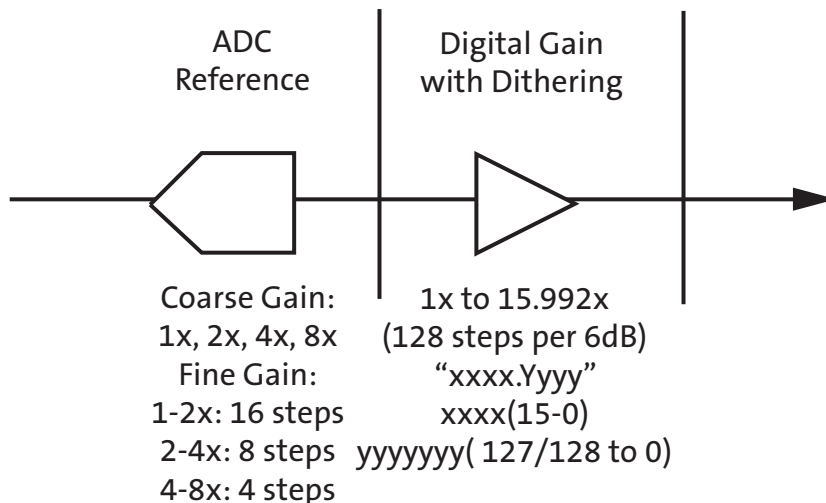 ADC
Reference
Digital Gain
with Dithering
Coarse Gain:
1x, 2x, 4x, 8x
Fine Gain:
1-2x: 16 steps
2-4x: 8 steps
4-8x: 4 steps
1x to 15.992x
(128 steps per 6dB)
“xxxx.Yyyy”
xxxx(15-0)
yyyyyyy( 127/128 to 0)